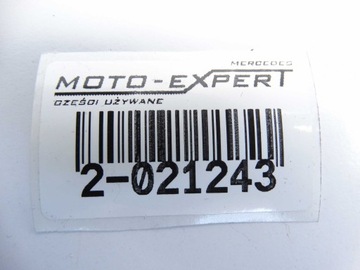 MERCEDES
MOTO-EXPERT
CZĘŚCI UŻYWANE
2-021243